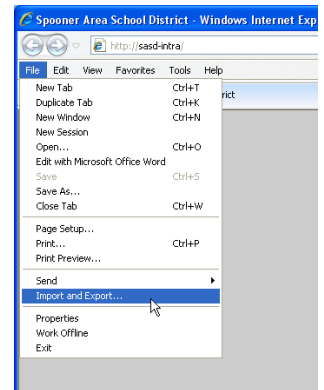 Spooner Area School District - Windows Internet Exp
http://sasd-intra/
File Edit View Favorites Tools Help
rict
New Tab Ctrl+T
Duplicate Tab Ctrl+K
New Window Ctrl+N
New Session
Open... Ctrl+O
Edit with Microsoft Office Word
Save Ctrl+S
Save As...
Close Tab Ctrl+W
Page Setup...
Print... Ctrl+P
Print Preview...
Send
Import and Export...
Properties
Work Offline
Exit